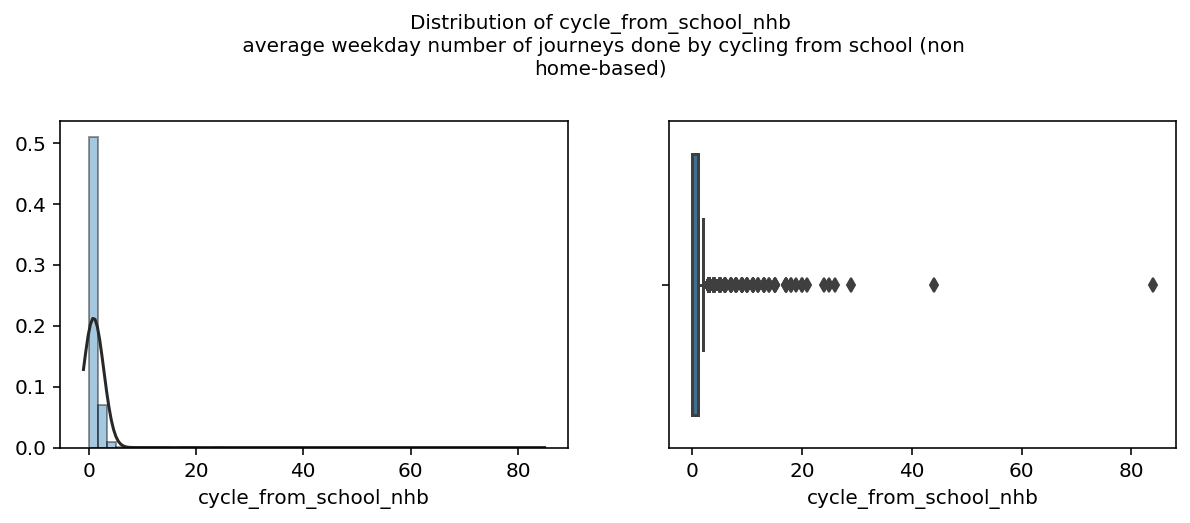 Distribution of cycle_from_school_nhb
average weekday number of journeys done by cycling from school (non
home-based)
0.5
0.4
0.3
0.2
0.1
0.0
0 20 40 60 80
cycle_from_school_nhb
0 20 40 60 80
cycle_from_school_nhb